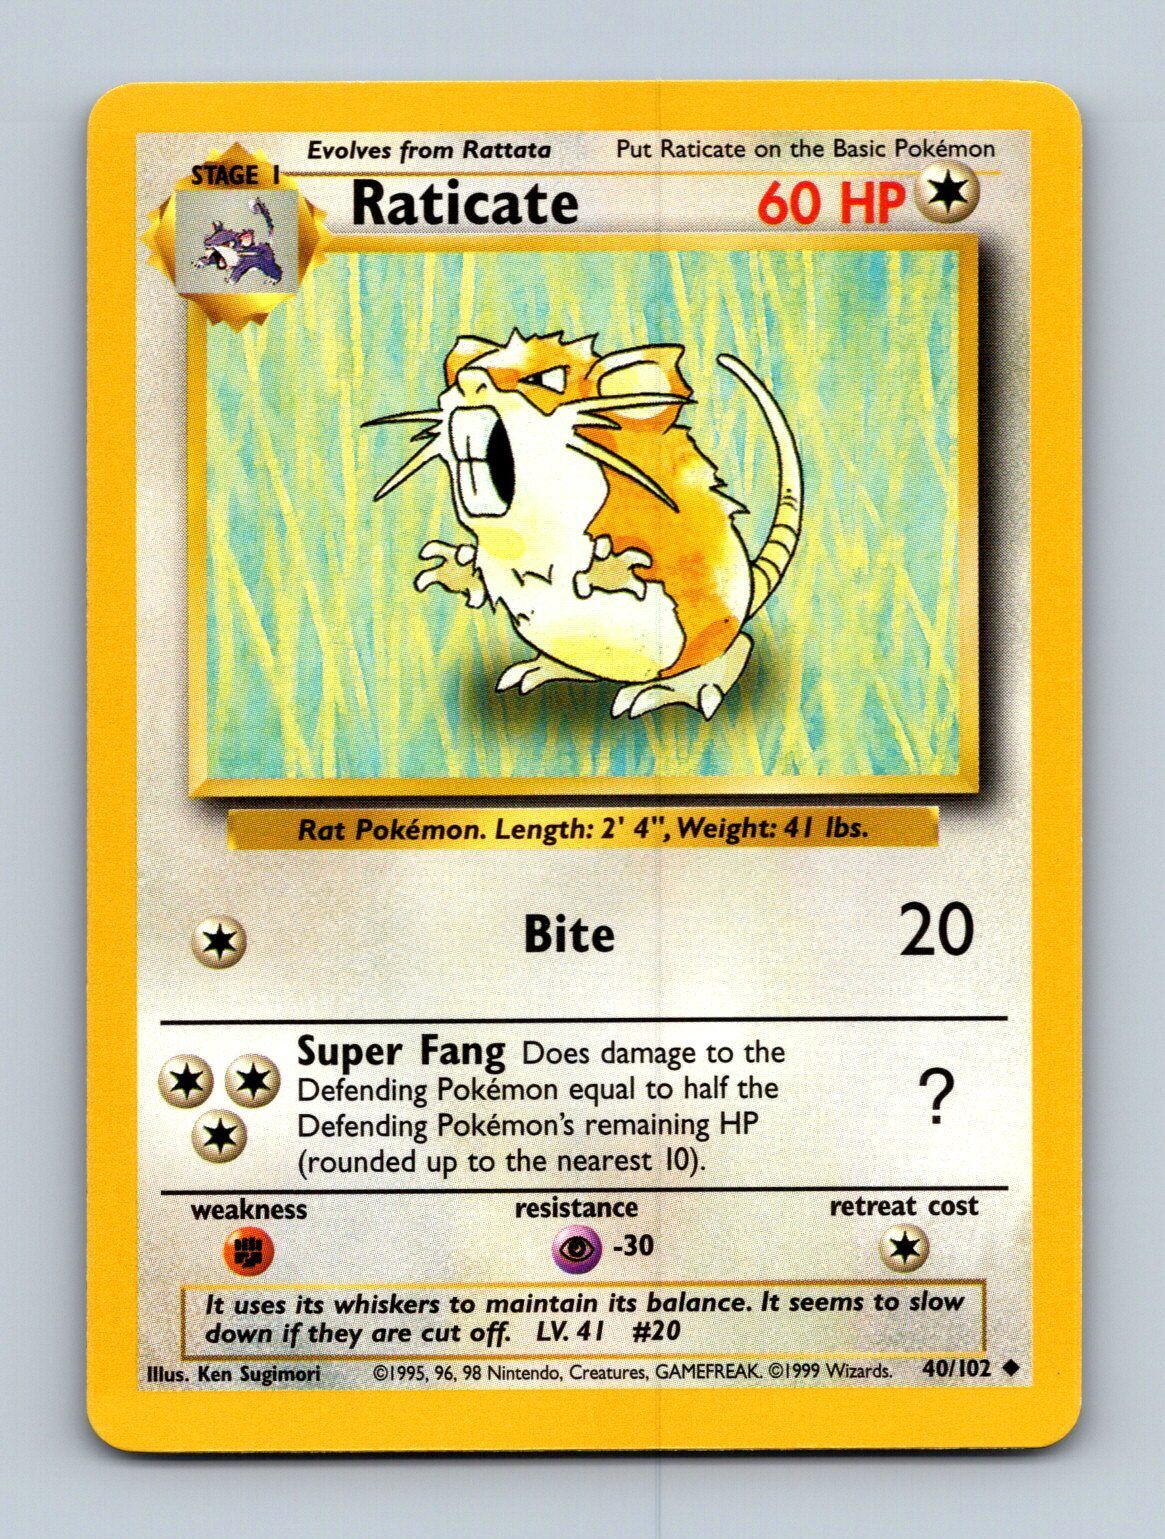 Evolves from Rattata Put Raticate on the Basic Pokémon
STAGE 1
Raticate 60 HP
Rat Pokémon. Length: 2' 4", Weight: 41 lbs.
Bite 20
Super Fang Does damage to the
Defending Pokémon equal to half the
Defending Pokémon's remaining HP
(rounded up to the nearest 10).
?
weakness resistance retreat cost
-30
It uses its whiskers to maintain its balance. It seems to slow
down if they are cut off. LV. 41 #20
Illus. Ken Sugimori ©1995, 96, 98 Nintendo, Creatures, GAMEFREAK. ©1999 Wizards. 40/102